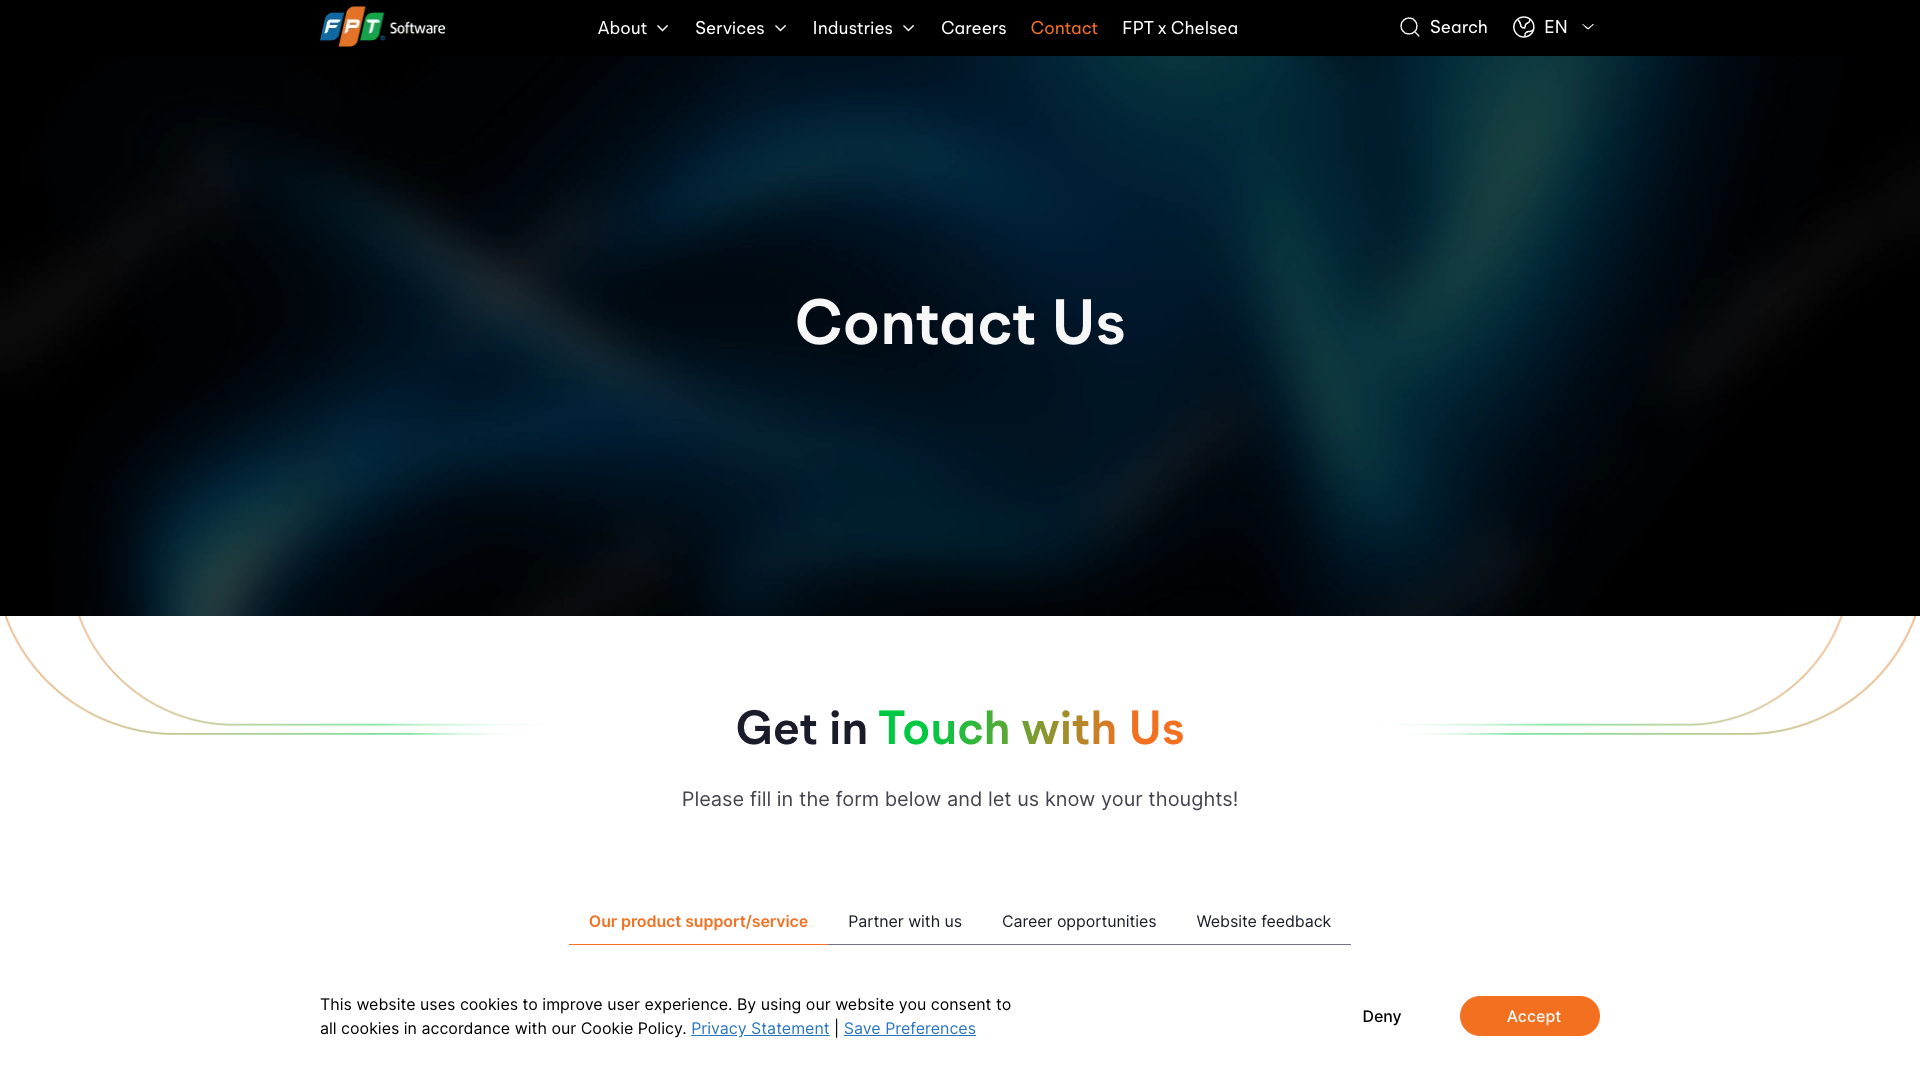 FPT Software
About
Services
Industries
Careers
Contact
FPT x Chelsea
Search
EN
Contact Us
Get in Touch with Us
Please fill in the form below and let us know your thoughts!
Our product support/service
Partner with us
Career opportunities
Website feedback
This website uses cookies to improve user experience. By using our website you consent to
all cookies in accordance with our Cookie Policy. Privacy Statement | Save Preferences
Deny
Accept